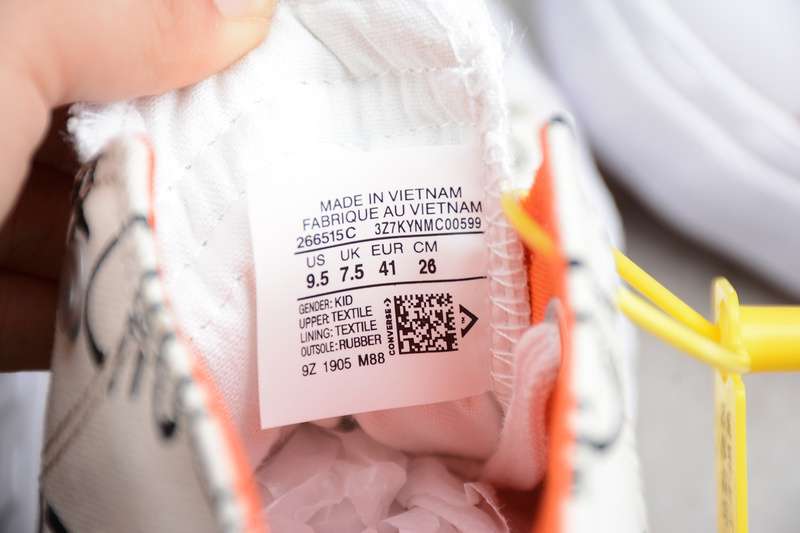 MADE IN VIETNAM
FABRIQUE AU VIETNAM
266515C 3Z7KYNMC00599
US UK EUR CM
9.5 7.5 41 26
GENDER: KID
UPPER: TEXTILE
LINING: TEXTILE
OUTSOLE: RUBBER
9Z 1905 M88
CONVERSE